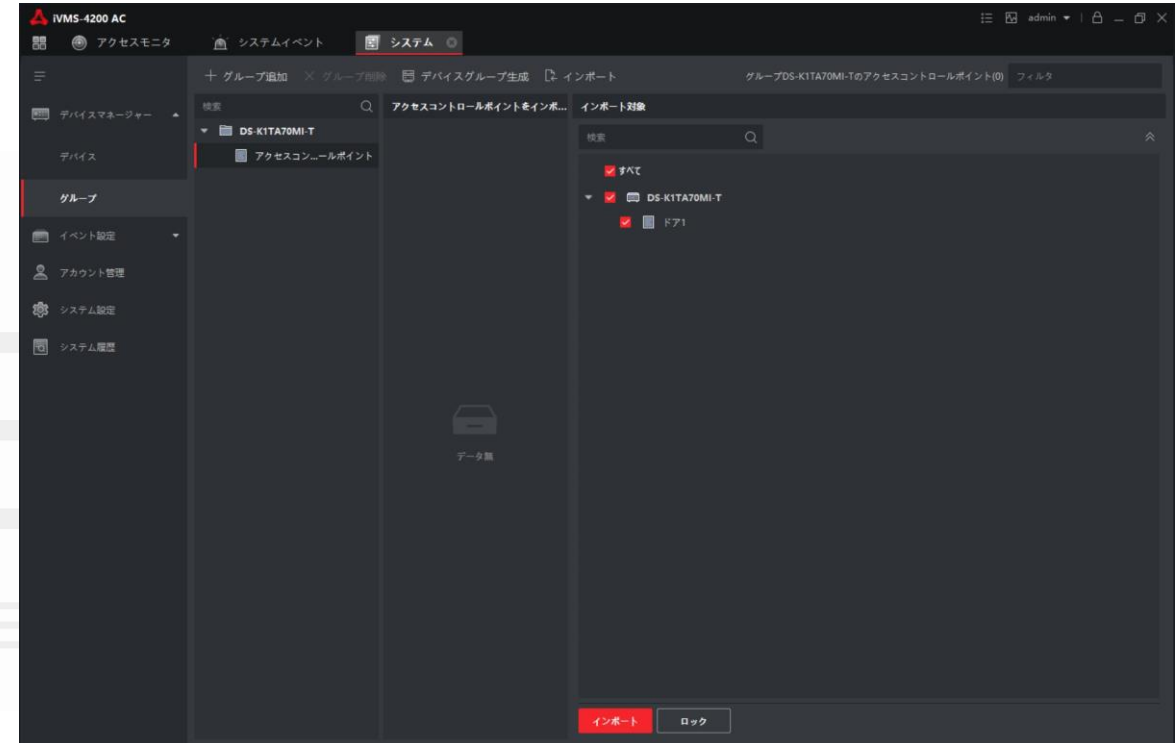 iVMS-4200 AC
admin
アクセスモニタ
システムイベント
システム
グループ追加
グループ削除
デバイスグループ生成
インポート
グループDS-K1TA70MI-Tのアクセスコントロールポイント(0)
フィルタ
デバイスマネージャー
デバイス
グループ
イベント設定
アカウント管理
システム設定
システム履歴
検索
DS-K1TA70MI-T
アクセスコン...ールポイント
アクセスコントロールポイントをインポ...
データ無
インポート対象
検索
すべて
DS-K1TA70MI-T
ドア1
インポート
ロック